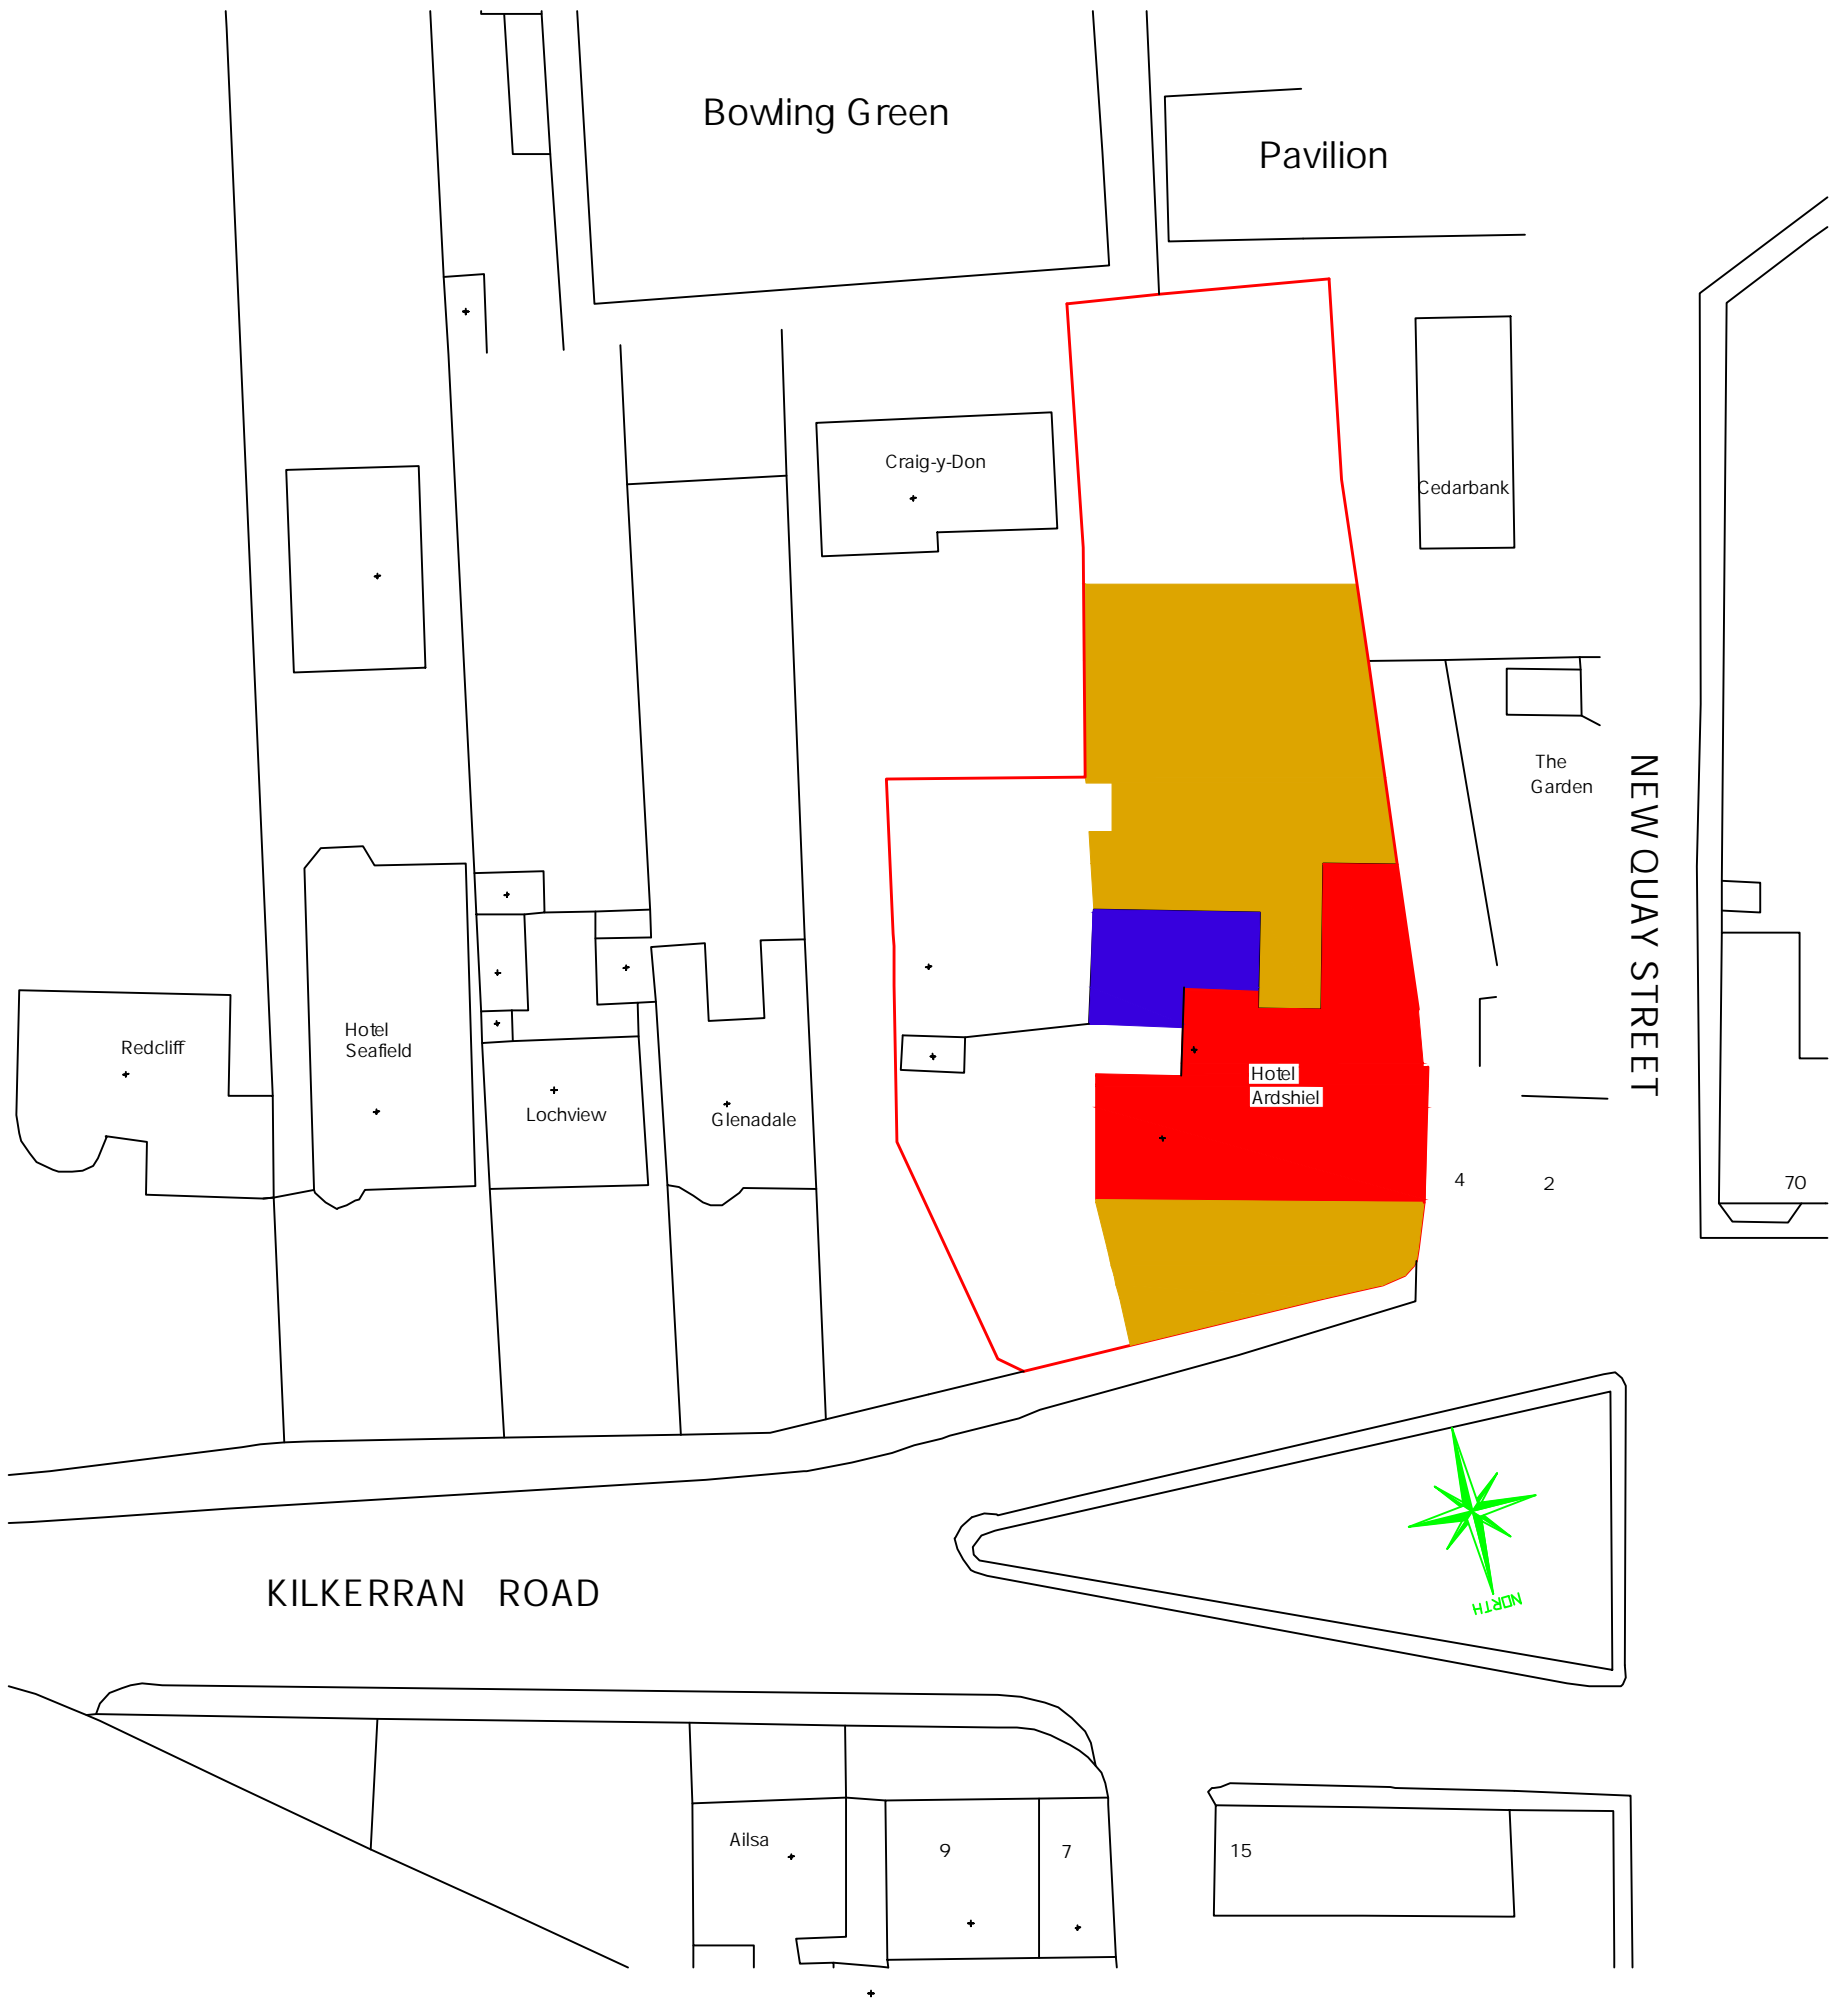 Bowling Green
Pavilion
Craig-y-Don
Cedarbank
The
Garden
NEW QUAY STREET
Hotel
Seafield
Redcliff
Lochview
Glenadale
Hotel
Ardshiel
4
2
70
KILKERRAN ROAD
NORTH
Ailsa
9
7
15